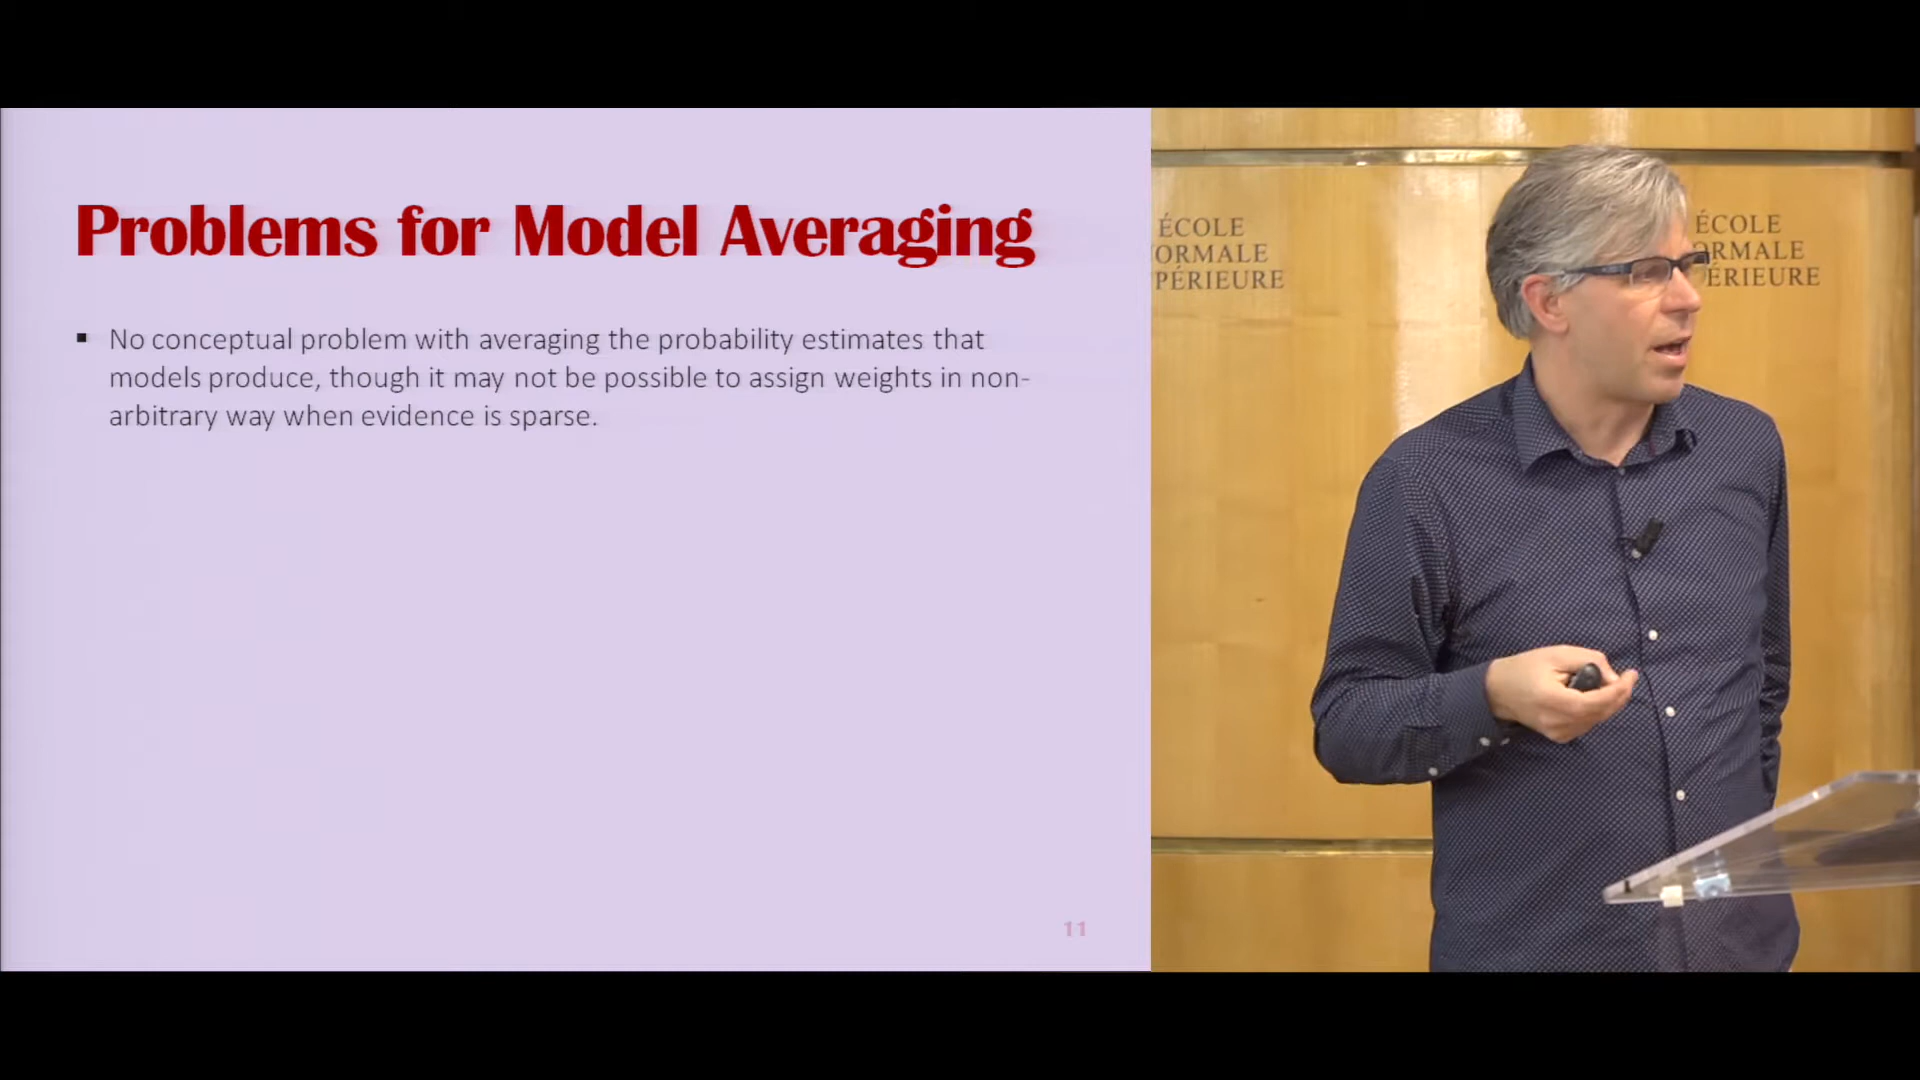 Problems for Model Averaging
▪ No conceptual problem with averaging the probability estimates that
models produce, though it may not be possible to assign weights in non-
arbitrary way when evidence is sparse.
11
ÉCOLE
ORMALE
PÉRIEURE
ÉCOLE
ORMALE
ÉRIEURE